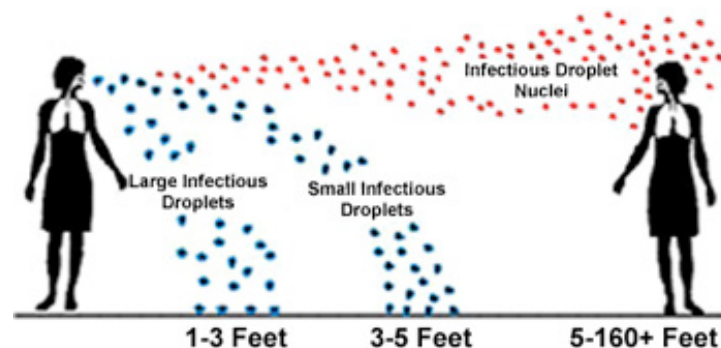 Infectious Droplet
Nuclei
Large Infectious
Droplets
Small Infectious
Droplets
1-3 Feet
3-5 Feet
5-160+ Feet